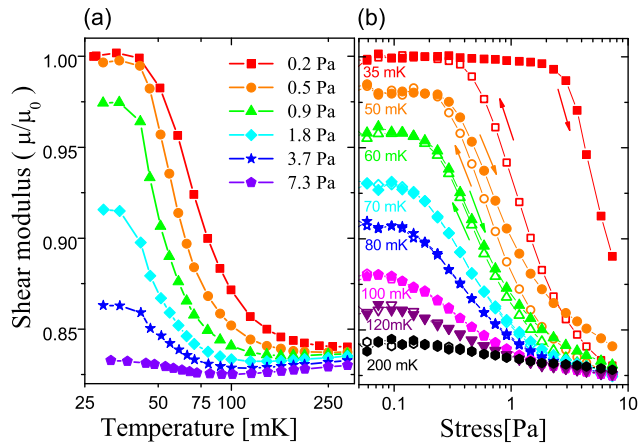 (a)
(b)
Shear modulus ( μ/μ0 )
1.00
0.95
0.90
0.85
0.2 Pa
0.5 Pa
0.9 Pa
1.8 Pa
3.7 Pa
7.3 Pa
35 mK
50 mK
60 mK
70 mK
80 mK
100 mK
120mK
200 mK
25 50 75 100 250
0.1 1 10
Temperature [mK]
Stress[Pa]